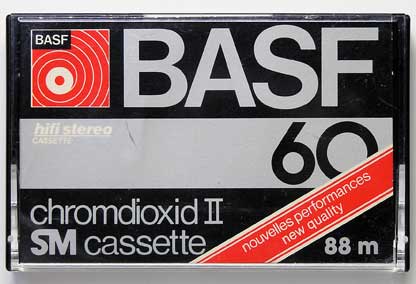 BASF
BASF
hifi stereo
CASSETTE
60
chromdioxid II
SM cassette
nouvelles performances
new quality
88 m